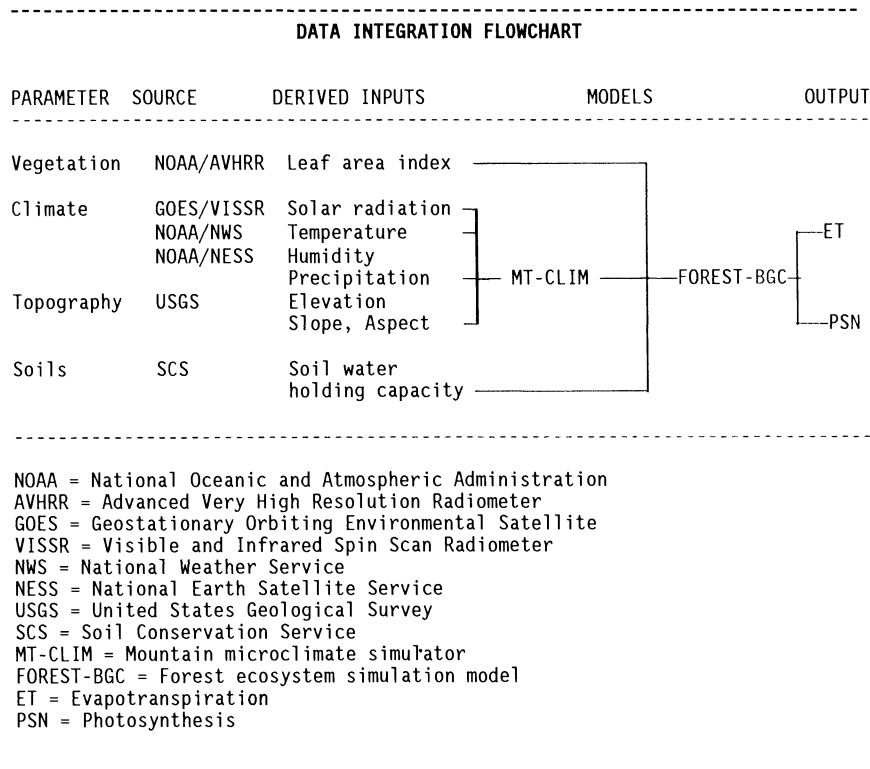 DATA INTEGRATION FLOWCHART
PARAMETER SOURCE DERIVED INPUTS MODELS OUTPUT
Vegetation NOAA/AVHRR Leaf area index
Climate GOES/VISSR Solar radiation
NOAA/NWS Temperature ET
NOAA/NESS Humidity
Precipitation MT-CLIM FOREST-BGC
Topography USGS Elevation
Slope, Aspect PSN
Soils SCS Soil water
holding capacity
NOAA = National Oceanic and Atmospheric Administration
AVHRR = Advanced Very High Resolution Radiometer
GOES = Geostationary Orbiting Environmental Satellite
VISSR = Visible and Infrared Spin Scan Radiometer
NWS = National Weather Service
NESS = National Earth Satellite Service
USGS = United States Geological Survey
SCS = Soil Conservation Service
MT-CLIM = Mountain microclimate simulator
FOREST-BGC = Forest ecosystem simulation model
ET = Evapotranspiration
PSN = Photosynthesis